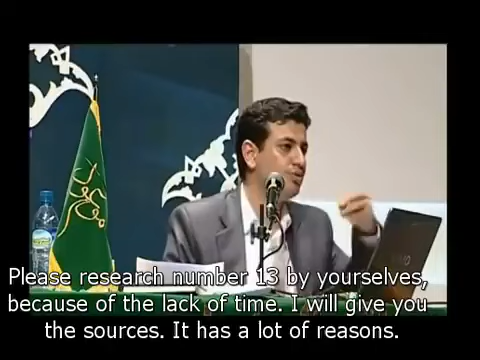 Please research number 13 by yourselves,
because of the lack of time. I will give you
the sources. It has a lot of reasons.